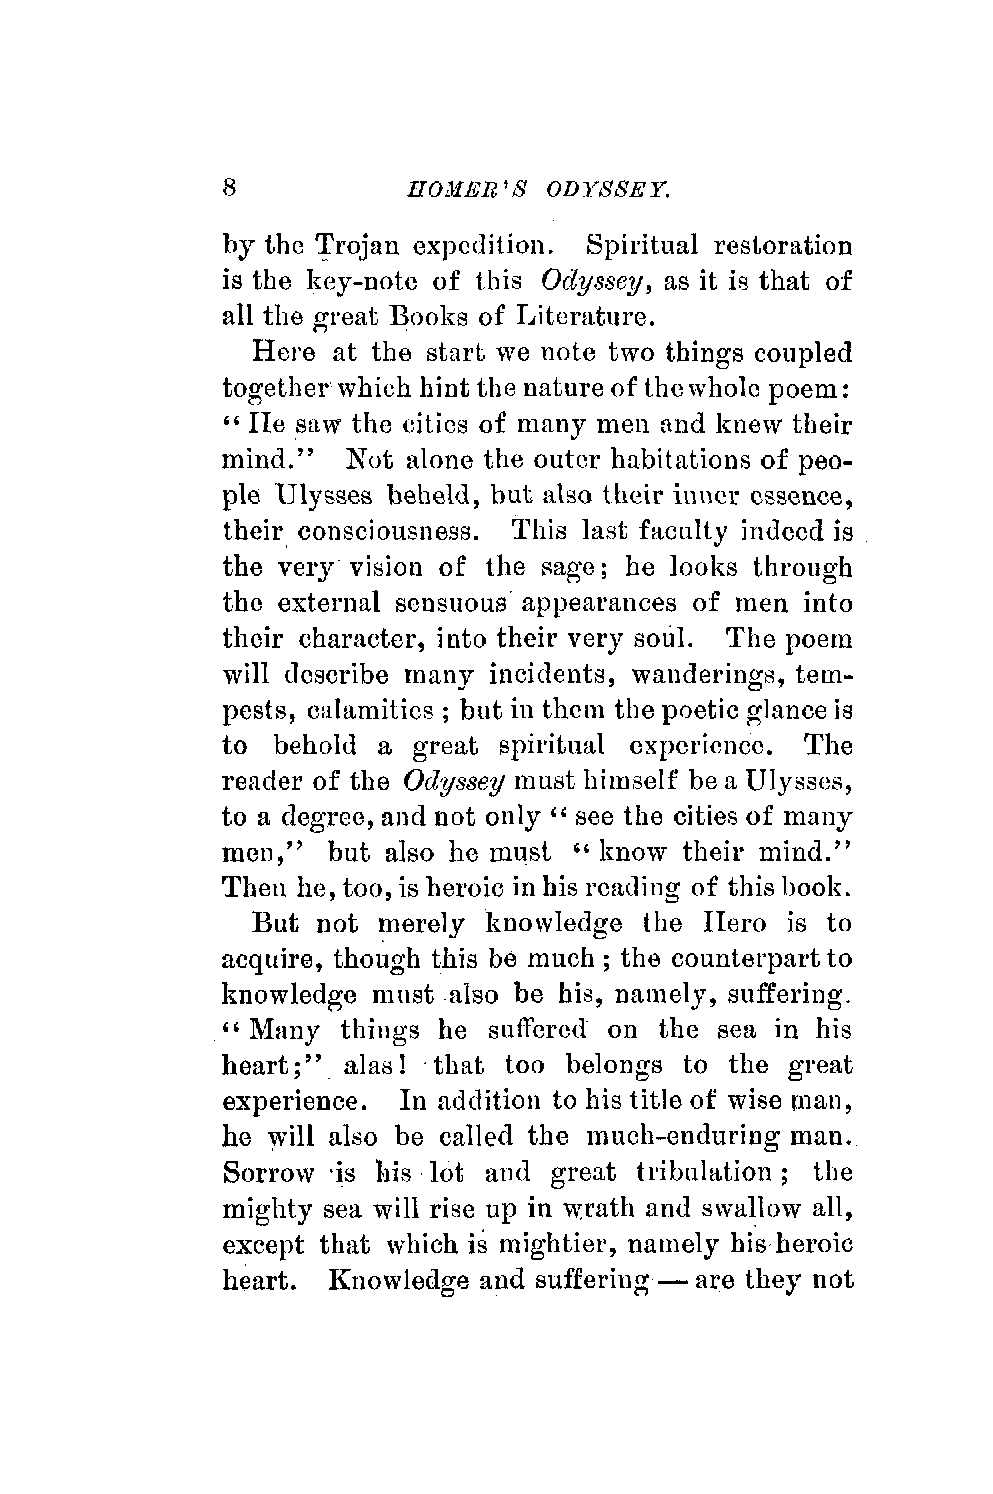 8 HOMER'S ODYSSEY.
by the Trojan expedition. Spiritual restoration
is the key-note of this Odyssey, as it is that of
all the great Books of Literature.
Here at the start we note two things coupled
together which hint the nature of the whole poem:
“ He saw the cities of many men and knew their
mind.” Not alone the outer habitations of peo-
ple Ulysses beheld, but also their inner essence,
their consciousness. This last faculty indeed is
the very vision of the sage; he looks through
the external sensuous appearances of men into
their character, into their very soul. The poem
will describe many incidents, wanderings, tem-
pests, calamities ; but in them the poetic glance is
to behold a great spiritual experience. The
reader of the Odyssey must himself be a Ulysses,
to a degree, and not only “ see the cities of many
men,” but also he must “ know their mind.”
Then he, too, is heroic in his reading of this book.
But not merely knowledge the Hero is to
acquire, though this be much ; the counterpart to
knowledge must also be his, namely, suffering.
“ Many things he suffered on the sea in his
heart;” alas! that too belongs to the great
experience. In addition to his title of wise man,
he will also be called the much-enduring man.
Sorrow is his lot and great tribulation ; the
mighty sea will rise up in wrath and swallow all,
except that which is mightier, namely his heroic
heart. Knowledge and suffering — are they not